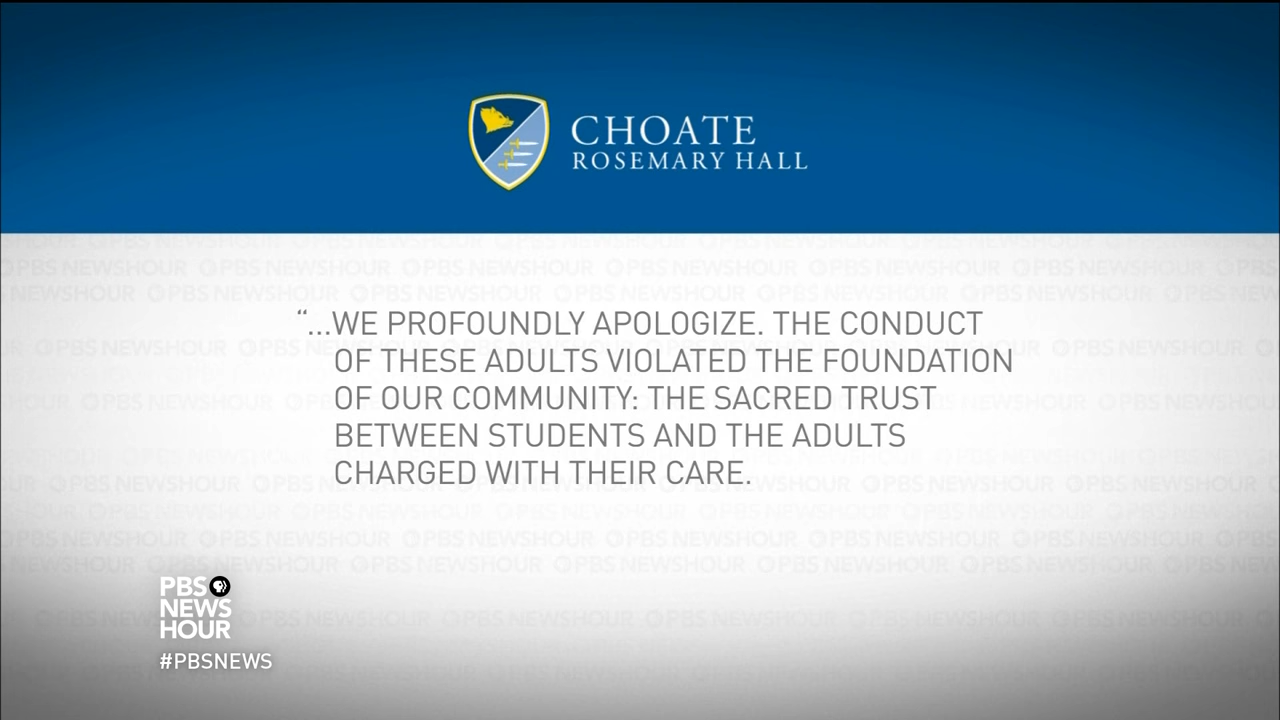 CHOATE
ROSEMARY HALL
“...WE PROFOUNDLY APOLOGIZE. THE CONDUCT
OF THESE ADULTS VIOLATED THE FOUNDATION
OF OUR COMMUNITY: THE SACRED TRUST
BETWEEN STUDENTS AND THE ADULTS
CHARGED WITH THEIR CARE.
PBS
NEWS
HOUR
#PBSNEWS